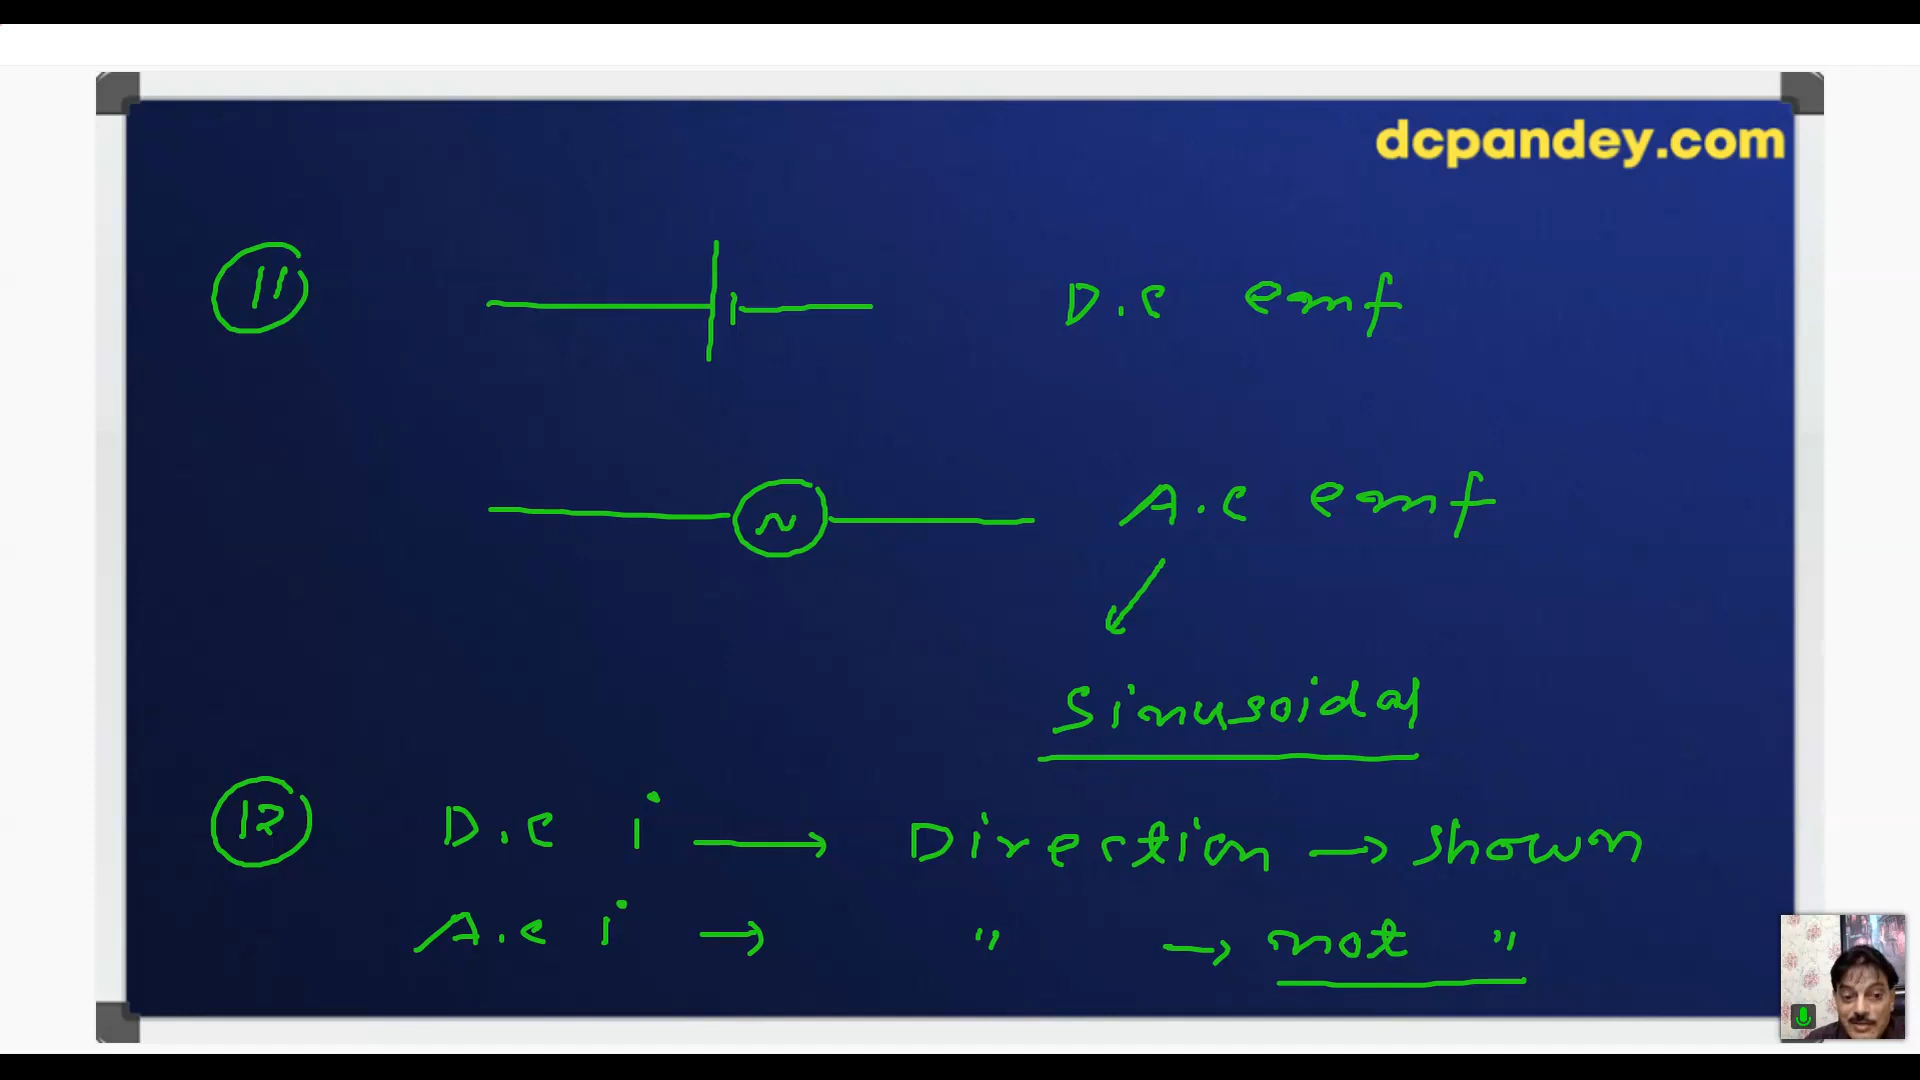 dcpandey.com
11 D.C emf
~ A.C emf
Sinusoidal
12 D.C i → Direction → shown
A.C i → " → not "